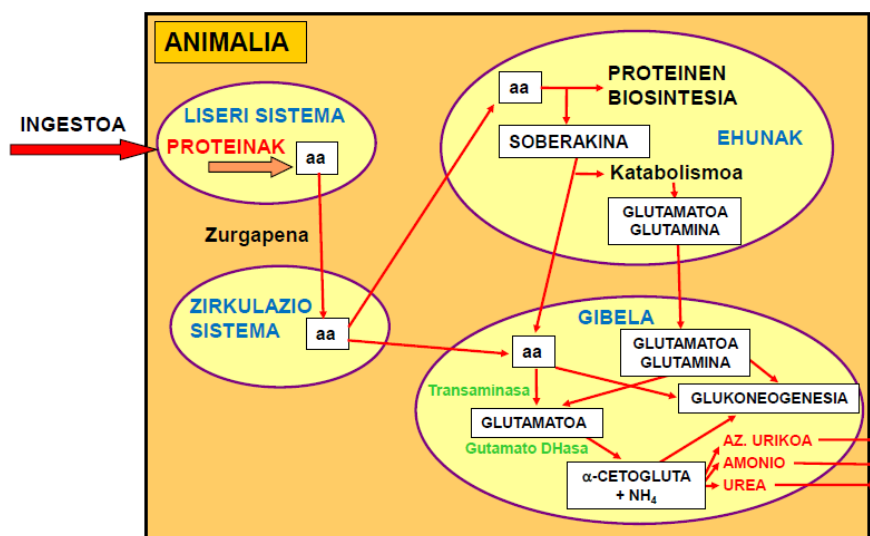 ANIMALIA
INGESTOA
LISERI SISTEMA
PROTEINAK
aa
Zurgapena
ZIRKULAZIO
SISTEMA
aa
aa
PROTEINEN
BIOSINTESIA
SOBERAKINA
EHUNAK
Katabolismoa
GLUTAMATOA
GLUTAMINA
GIBELA
aa
GLUTAMATOA
GLUTAMINA
Transaminasa
GLUKONEOGENESIA
GLUTAMATOA
Gutamato DHasa
α-CETOGLUTA
+ NH₄
AZ. URIKOA
AMONIO
UREA